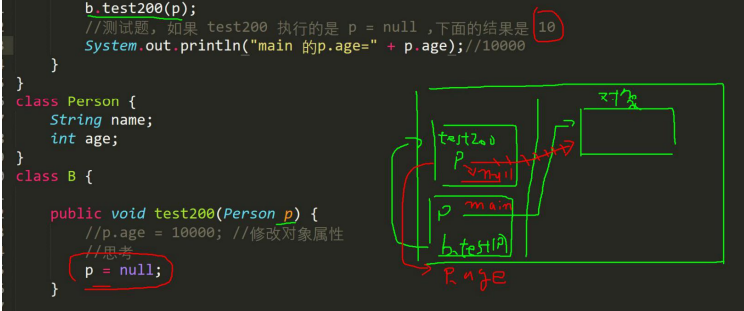 b.test200(p);
//测试题, 如果 test200 执行的是 p = null ,下面的结果是 10
System.out.println("main 的p.age=" + p.age);//10000
}
}
class Person {
String name;
int age;
}
class B {
public void test200(Person p) {
//p.age = 10000; //修改对象属性
//思考
p = null;
}
对象
test200
p
null
p main
b.test(p)
P.age